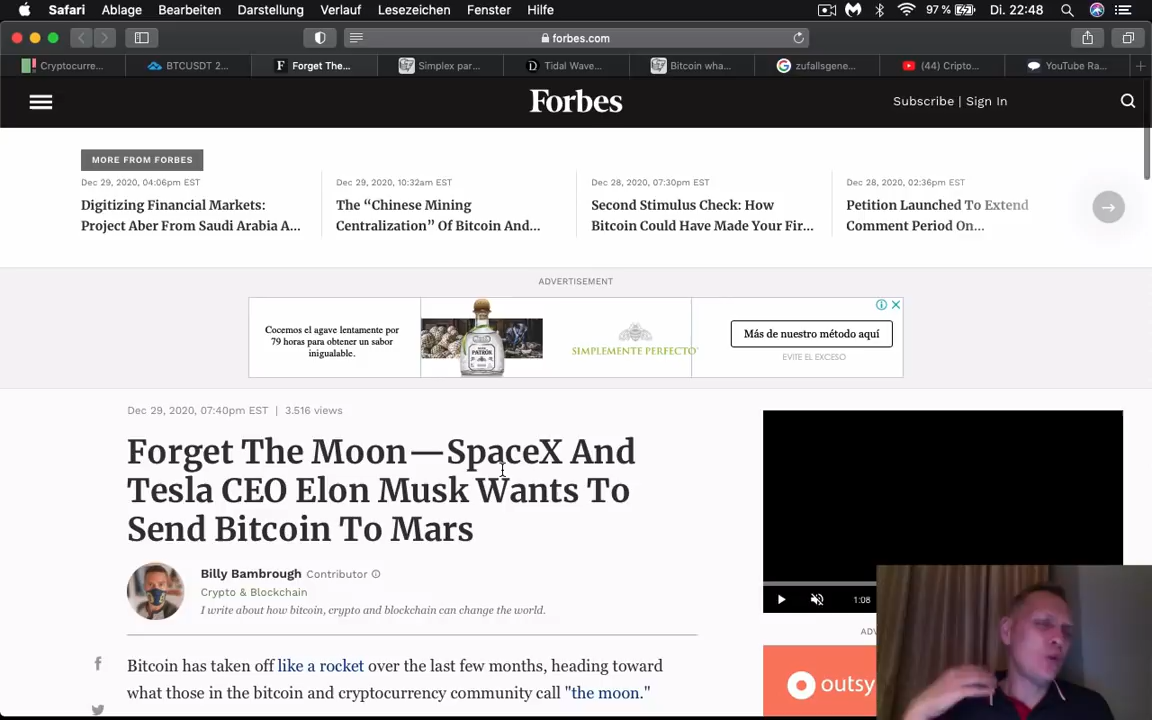 Safari Ablage Bearbeiten Darstellung Verlauf Lesezeichen Fenster Hilfe 97 % Di. 22:48
forbes.com
Cryptocurre... BTCUSDT 2... Forget The... Simplex par... Tidal Wave... Bitcoin wha... zufallsgene... (44) Cripto... YouTube Ra...
Forbes
Subscribe | Sign In
MORE FROM FORBES
Dec 29, 2020, 04:06pm EST
Digitizing Financial Markets:
Project Aber From Saudi Arabia A...
Dec 29, 2020, 10:32am EST
The “Chinese Mining
Centralization” Of Bitcoin And...
Dec 28, 2020, 07:30pm EST
Second Stimulus Check: How
Bitcoin Could Have Made Your Fir...
Dec 28, 2020, 02:36pm EST
Petition Launched To Extend
Comment Period On...
ADVERTISEMENT
Cocemos el agave lentamente por
79 horas para obtener un sabor
inigualable.
PATRÓN
SIMPLEMENTE PERFECTO
Más de nuestro método aquí
EVITE EL EXCESO
Dec 29, 2020, 07:40pm EST | 3.516 views
Forget The Moon—SpaceX And
Tesla CEO Elon Musk Wants To
Send Bitcoin To Mars
Billy Bambrough Contributor
Crypto & Blockchain
I write about how bitcoin, crypto and blockchain can change the world.
1:08
Bitcoin has taken off like a rocket over the last few months, heading toward
what those in the bitcoin and cryptocurrency community call "the moon."
ADV
outsy